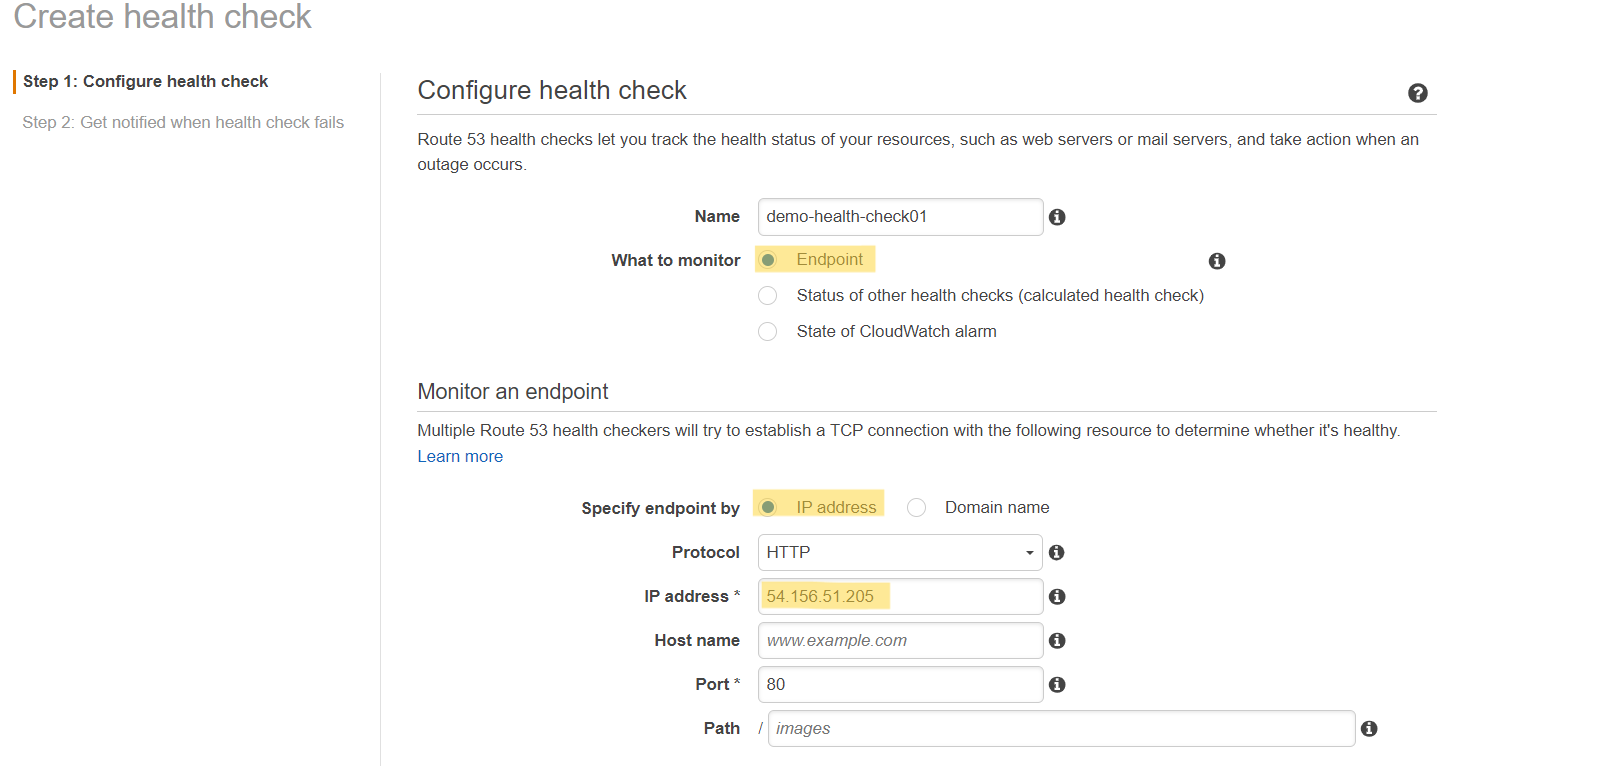 Create health check
Step 1: Configure health check
Step 2: Get notified when health check fails
Configure health check
Route 53 health checks let you track the health status of your resources, such as web servers or mail servers, and take action when an
outage occurs.
Name demo-health-check01
What to monitor Endpoint
Status of other health checks (calculated health check)
State of CloudWatch alarm
Monitor an endpoint
Multiple Route 53 health checkers will try to establish a TCP connection with the following resource to determine whether it's healthy.
Learn more
Specify endpoint by IP address Domain name
Protocol HTTP
IP address * 54.156.51.205
Host name www.example.com
Port * 80
Path / images